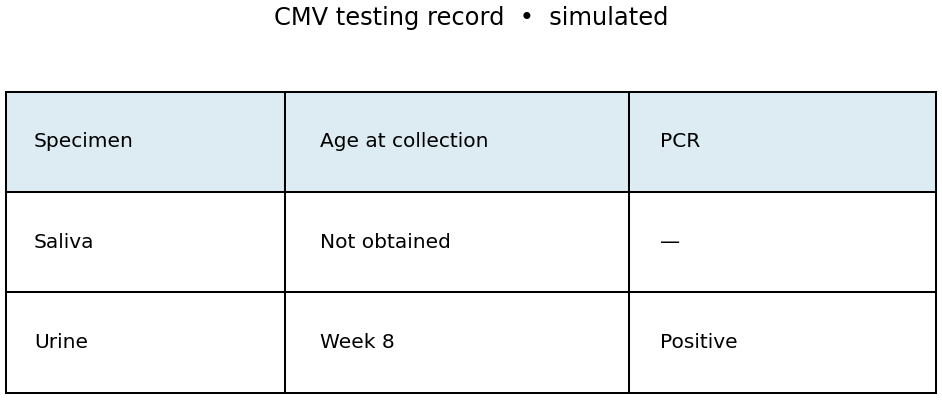 CMV testing record • simulated
Specimen Age at collection PCR
Saliva Not obtained —
Urine Week 8 Positive